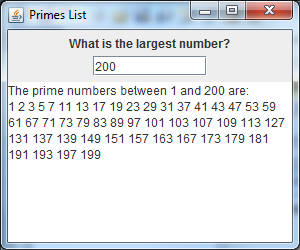 Primes List
What is the largest number?
200
The prime numbers between 1 and 200 are:
1 2 3 5 7 11 13 17 19 23 29 31 37 41 43 47 53 59
61 67 71 73 79 83 89 97 101 103 107 109 113 127
131 137 139 149 151 157 163 167 173 179 181
191 193 197 199